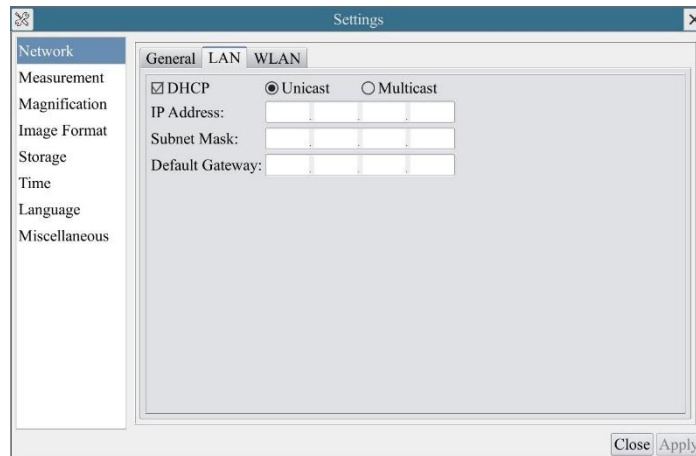 Settings
Network
Measurement
Magnification
Image Format
Storage
Time
Language
Miscellaneous
General LAN WLAN
DHCP Unicast Multicast
IP Address:
Subnet Mask:
Default Gateway:
Close Apply